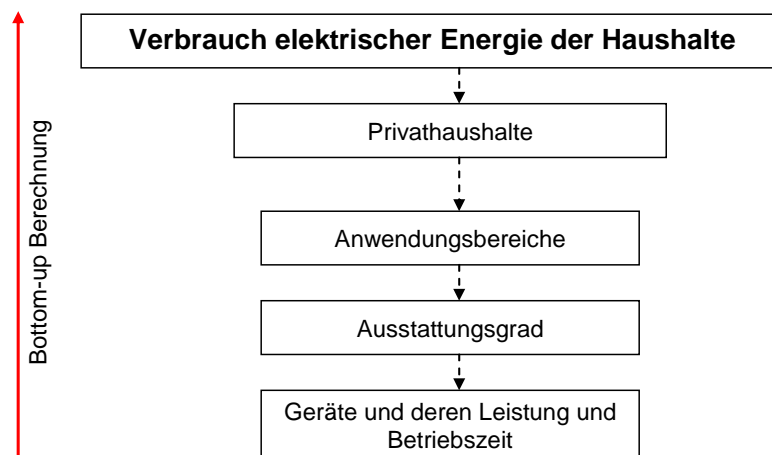 Verbrauch elektrischer Energie der Haushalte
Privathaushalte
Anwendungsbereiche
Ausstattungsgrad
Geräte und deren Leistung und
Betriebszeit
Bottom-up Berechnung